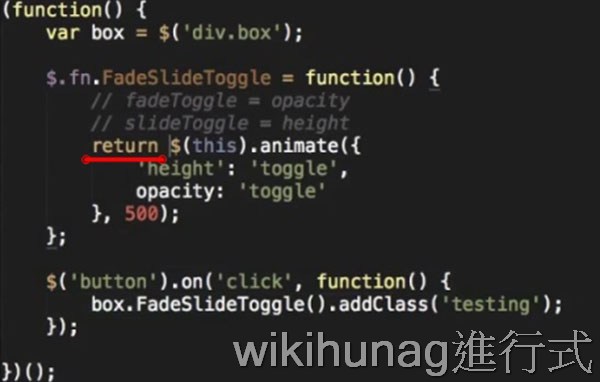 (function() {
var box = $('div.box');
$.fn.FadeSlideToggle = function() {
// fadeToggle = opacity
// slideToggle = height
return $(this).animate({
'height': 'toggle',
opacity: 'toggle'
}, 500);
};
$('button').on('click', function() {
box.FadeSlideToggle().addClass('testing');
});
})();
wikihunag進行式